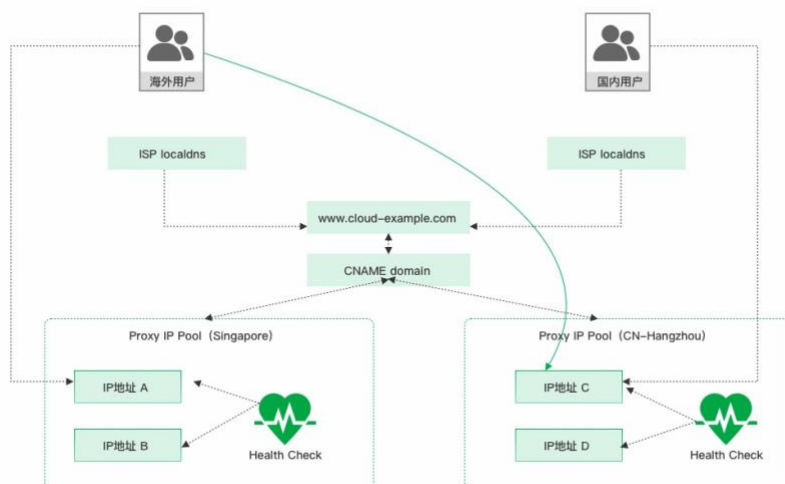 海外用户
国内用户
ISP localdns
ISP localdns
www.cloud-example.com
CNAME domain
Proxy IP Pool（Singapore）
Proxy IP Pool（CN-Hangzhou）
IP地址 A
IP地址 C
IP地址 B
IP地址 D
Health Check
Health Check